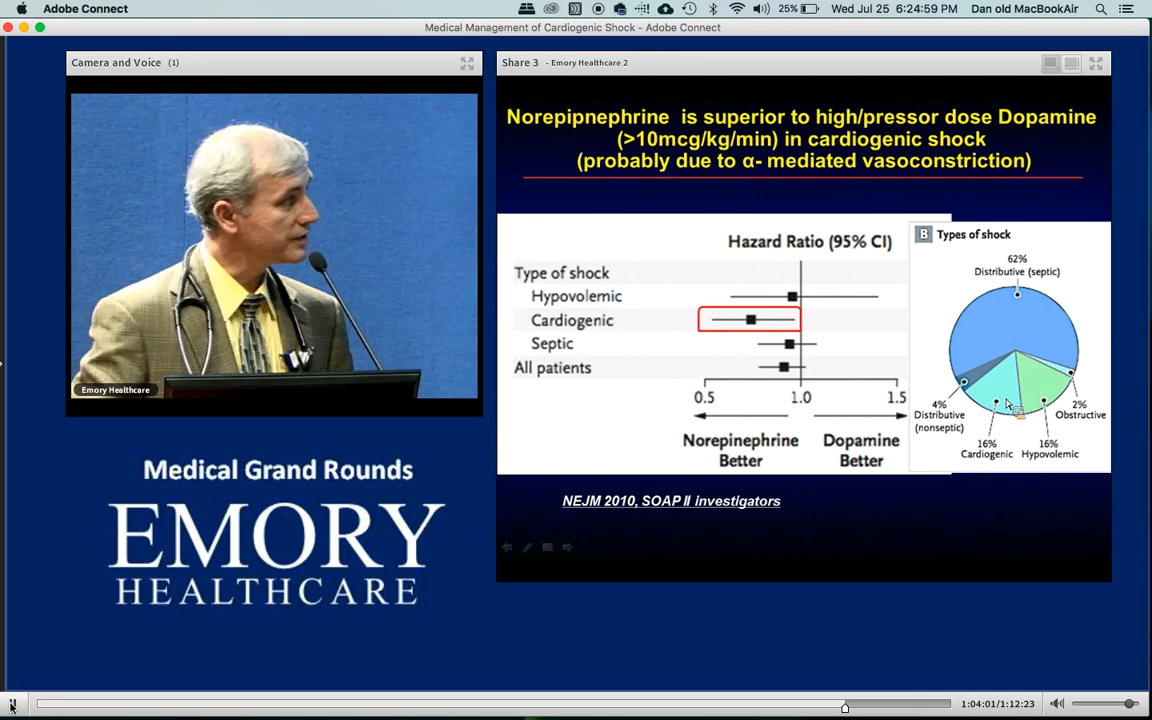 Adobe Connect
25%
Wed Jul 25 6:24:59 PM
Dan old MacBookAir
Medical Management of Cardiogenic Shock - Adobe Connect
Camera and Voice (1)
Share 3 - Emory Healthcare 2
Emory Healthcare
Norepipnephrine is superior to high/pressor dose Dopamine
(>10mcg/kg/min) in cardiogenic shock
(probably due to α- mediated vasoconstriction)
Hazard Ratio (95% CI)
Type of shock
Hypovolemic
Cardiogenic
Septic
All patients
0.5 1.0 1.5
Norepinephrine
Better
Dopamine
Better
B Types of shock
62%
Distributive (septic)
4%
Distributive
(nonseptic)
16%
Cardiogenic
16%
Hypovolemic
2%
Obstructive
NEJM 2010, SOAP II investigators
Medical Grand Rounds
EMORY
HEALTHCARE
1:04:01/1:12:23